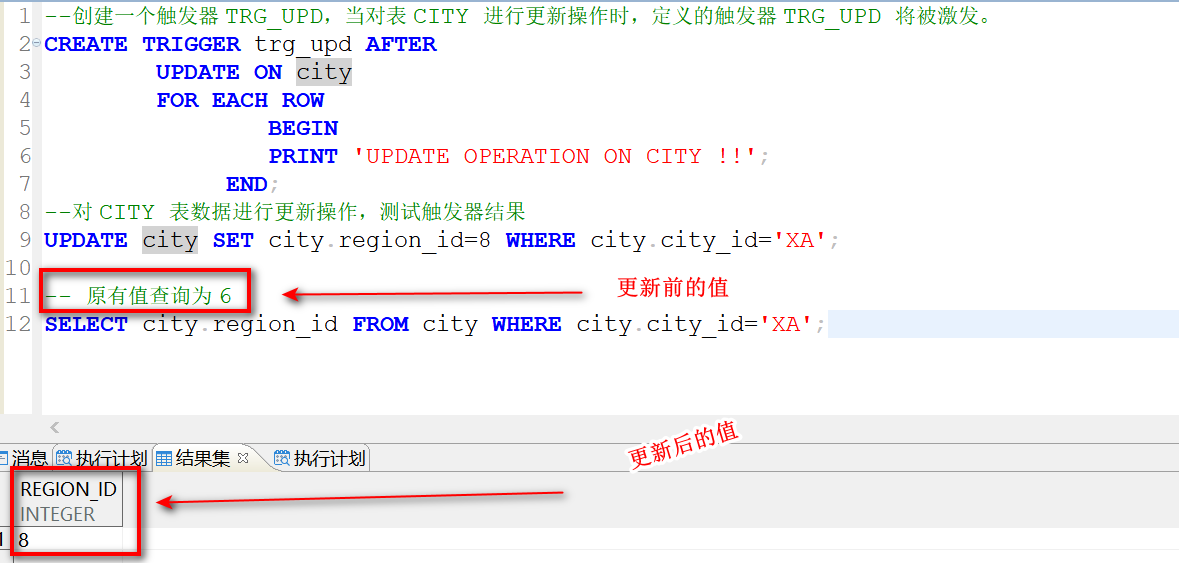 1 --创建一个触发器 TRG_UPD，当对表 CITY 进行更新操作时，定义的触发器 TRG_UPD 将被激发。
2 CREATE TRIGGER trg_upd AFTER
3 UPDATE ON city
4 FOR EACH ROW
5 BEGIN
6 PRINT 'UPDATE OPERATION ON CITY !!';
7 END;
8 --对 CITY 表数据进行更新操作，测试触发器结果
9 UPDATE city SET city.region_id=8 WHERE city.city_id='XA';
10
11 -- 原有值查询为 6 更新前的值
12 SELECT city.region_id FROM city WHERE city.city_id='XA';
更新后的值
消息 执行计划 结果集 执行计划
REGION_ID
INTEGER
1 8